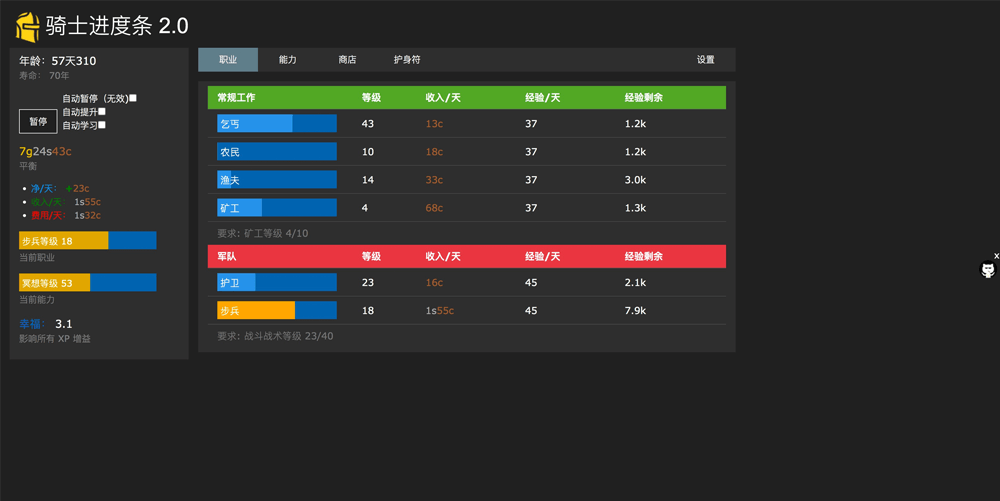 骑士进度条 2.0
年龄: 57天310
寿命: 70年
自动暂停 (无效)
暂停
自动提升
自动学习
7g24s43c
平衡
净/天: +23c
收入/天: 1s55c
费用/天: 1s32c
步兵等级 18
当前职业
冥想等级 53
当前能力
幸福: 3.1
影响所有 XP 增益
职业 能力 商店 护身符 设置
常规工作 等级 收入/天 经验/天 经验剩余
乞丐 43 13c 37 1.2k
农民 10 18c 37 1.2k
渔夫 14 33c 37 3.0k
矿工 4 68c 37 1.3k
要求: 矿工等级 4/10
军队 等级 收入/天 经验/天 经验剩余
护卫 23 16c 45 2.1k
步兵 18 1s55c 45 7.9k
要求: 战斗战术等级 23/40
x